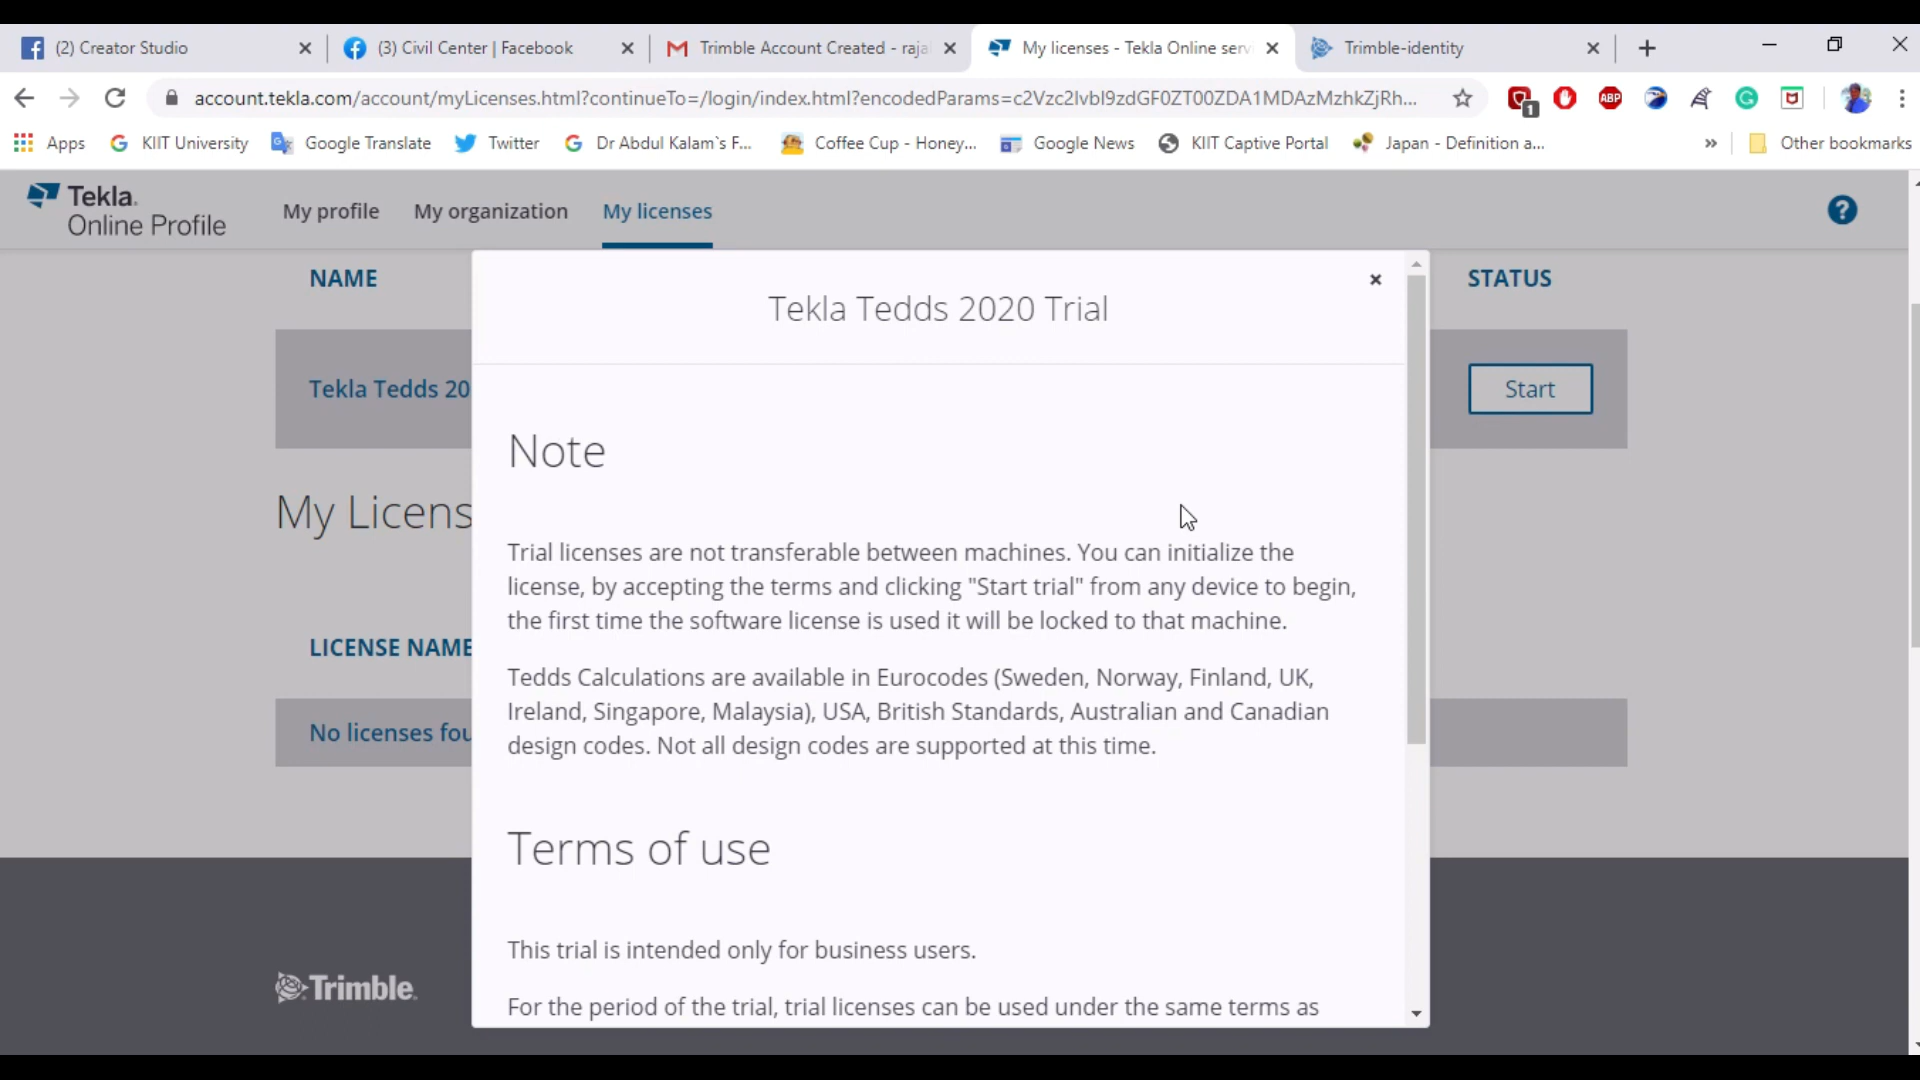 (2) Creator Studio
(3) Civil Center | Facebook
Trimble Account Created - raja
My licenses - Tekla Online serv
Trimble-identity
account.tekla.com/account/myLicenses.html?continueTo=/login/index.html?encodedParams=c2Vzc2lvbl9zdGF0ZT00ZDA1MDAzMzhkZjRh...
1
ABP
Apps
KIIT University
Google Translate
Twitter
Dr Abdul Kalam`s F...
Coffee Cup - Honey...
Google News
KIIT Captive Portal
Japan - Definition a...
»
Other bookmarks
Tekla
Online Profile
My profile
My organization
My licenses
?
NAME
STATUS
Tekla Tedds 20
Start
My Licens
LICENSE NAME
No licenses fou
Trimble
Tekla Tedds 2020 Trial
Note
Trial licenses are not transferable between machines. You can initialize the
license, by accepting the terms and clicking "Start trial" from any device to begin,
the first time the software license is used it will be locked to that machine.
Tedds Calculations are available in Eurocodes (Sweden, Norway, Finland, UK,
Ireland, Singapore, Malaysia), USA, British Standards, Australian and Canadian
design codes. Not all design codes are supported at this time.
Terms of use
This trial is intended only for business users.
For the period of the trial, trial licenses can be used under the same terms as